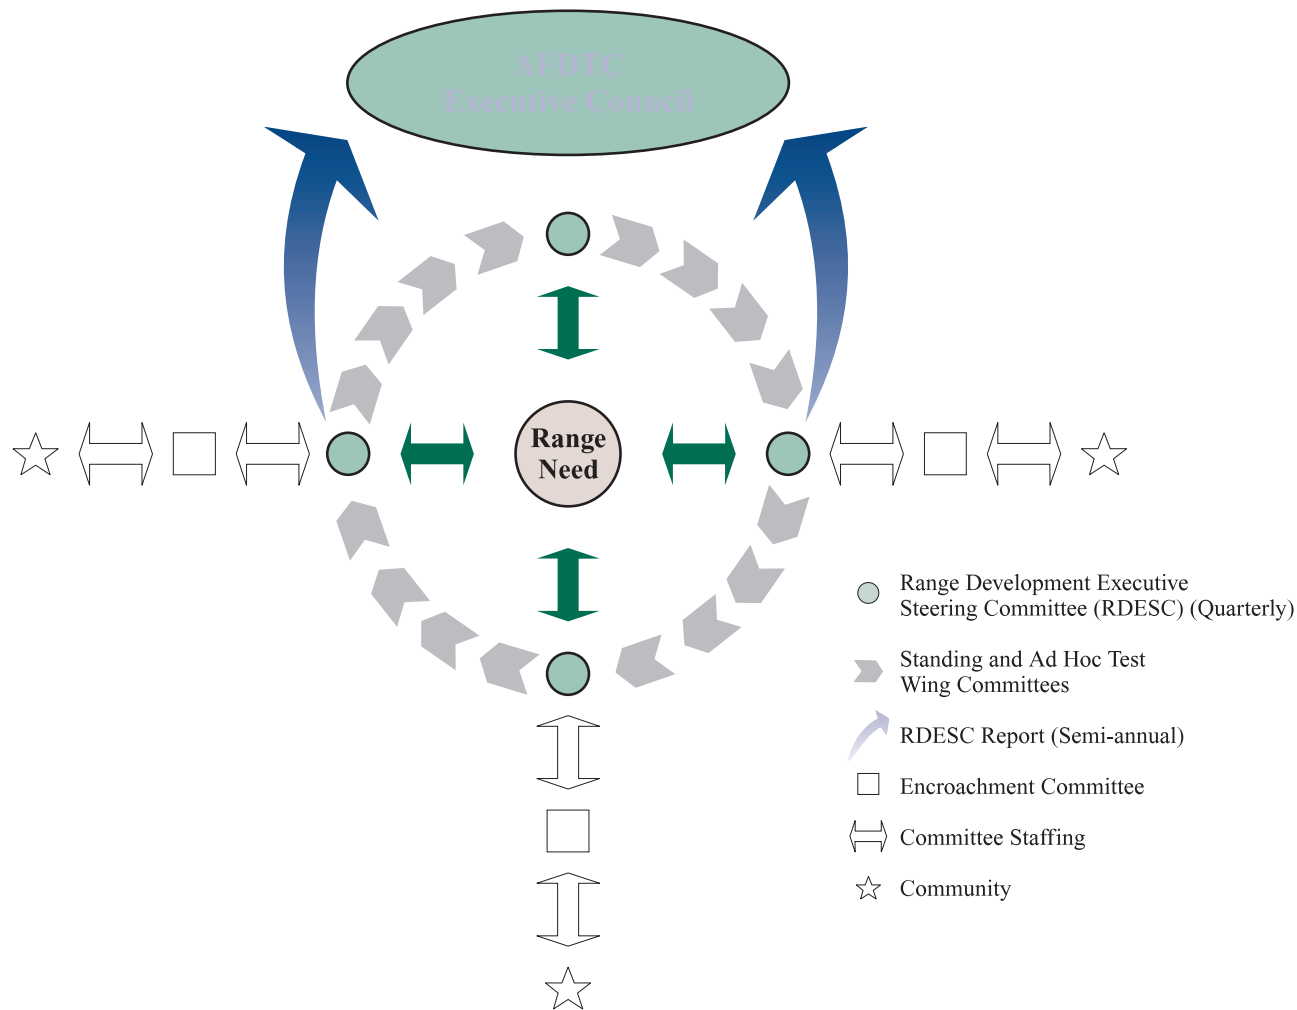 AFDTC
Executive Council
Range
Need
Range Development Executive
Steering Committee (RDESC) (Quarterly)
Standing and Ad Hoc Test
Wing Committees
RDESC Report (Semi-annual)
Encroachment Committee
Committee Staffing
Community